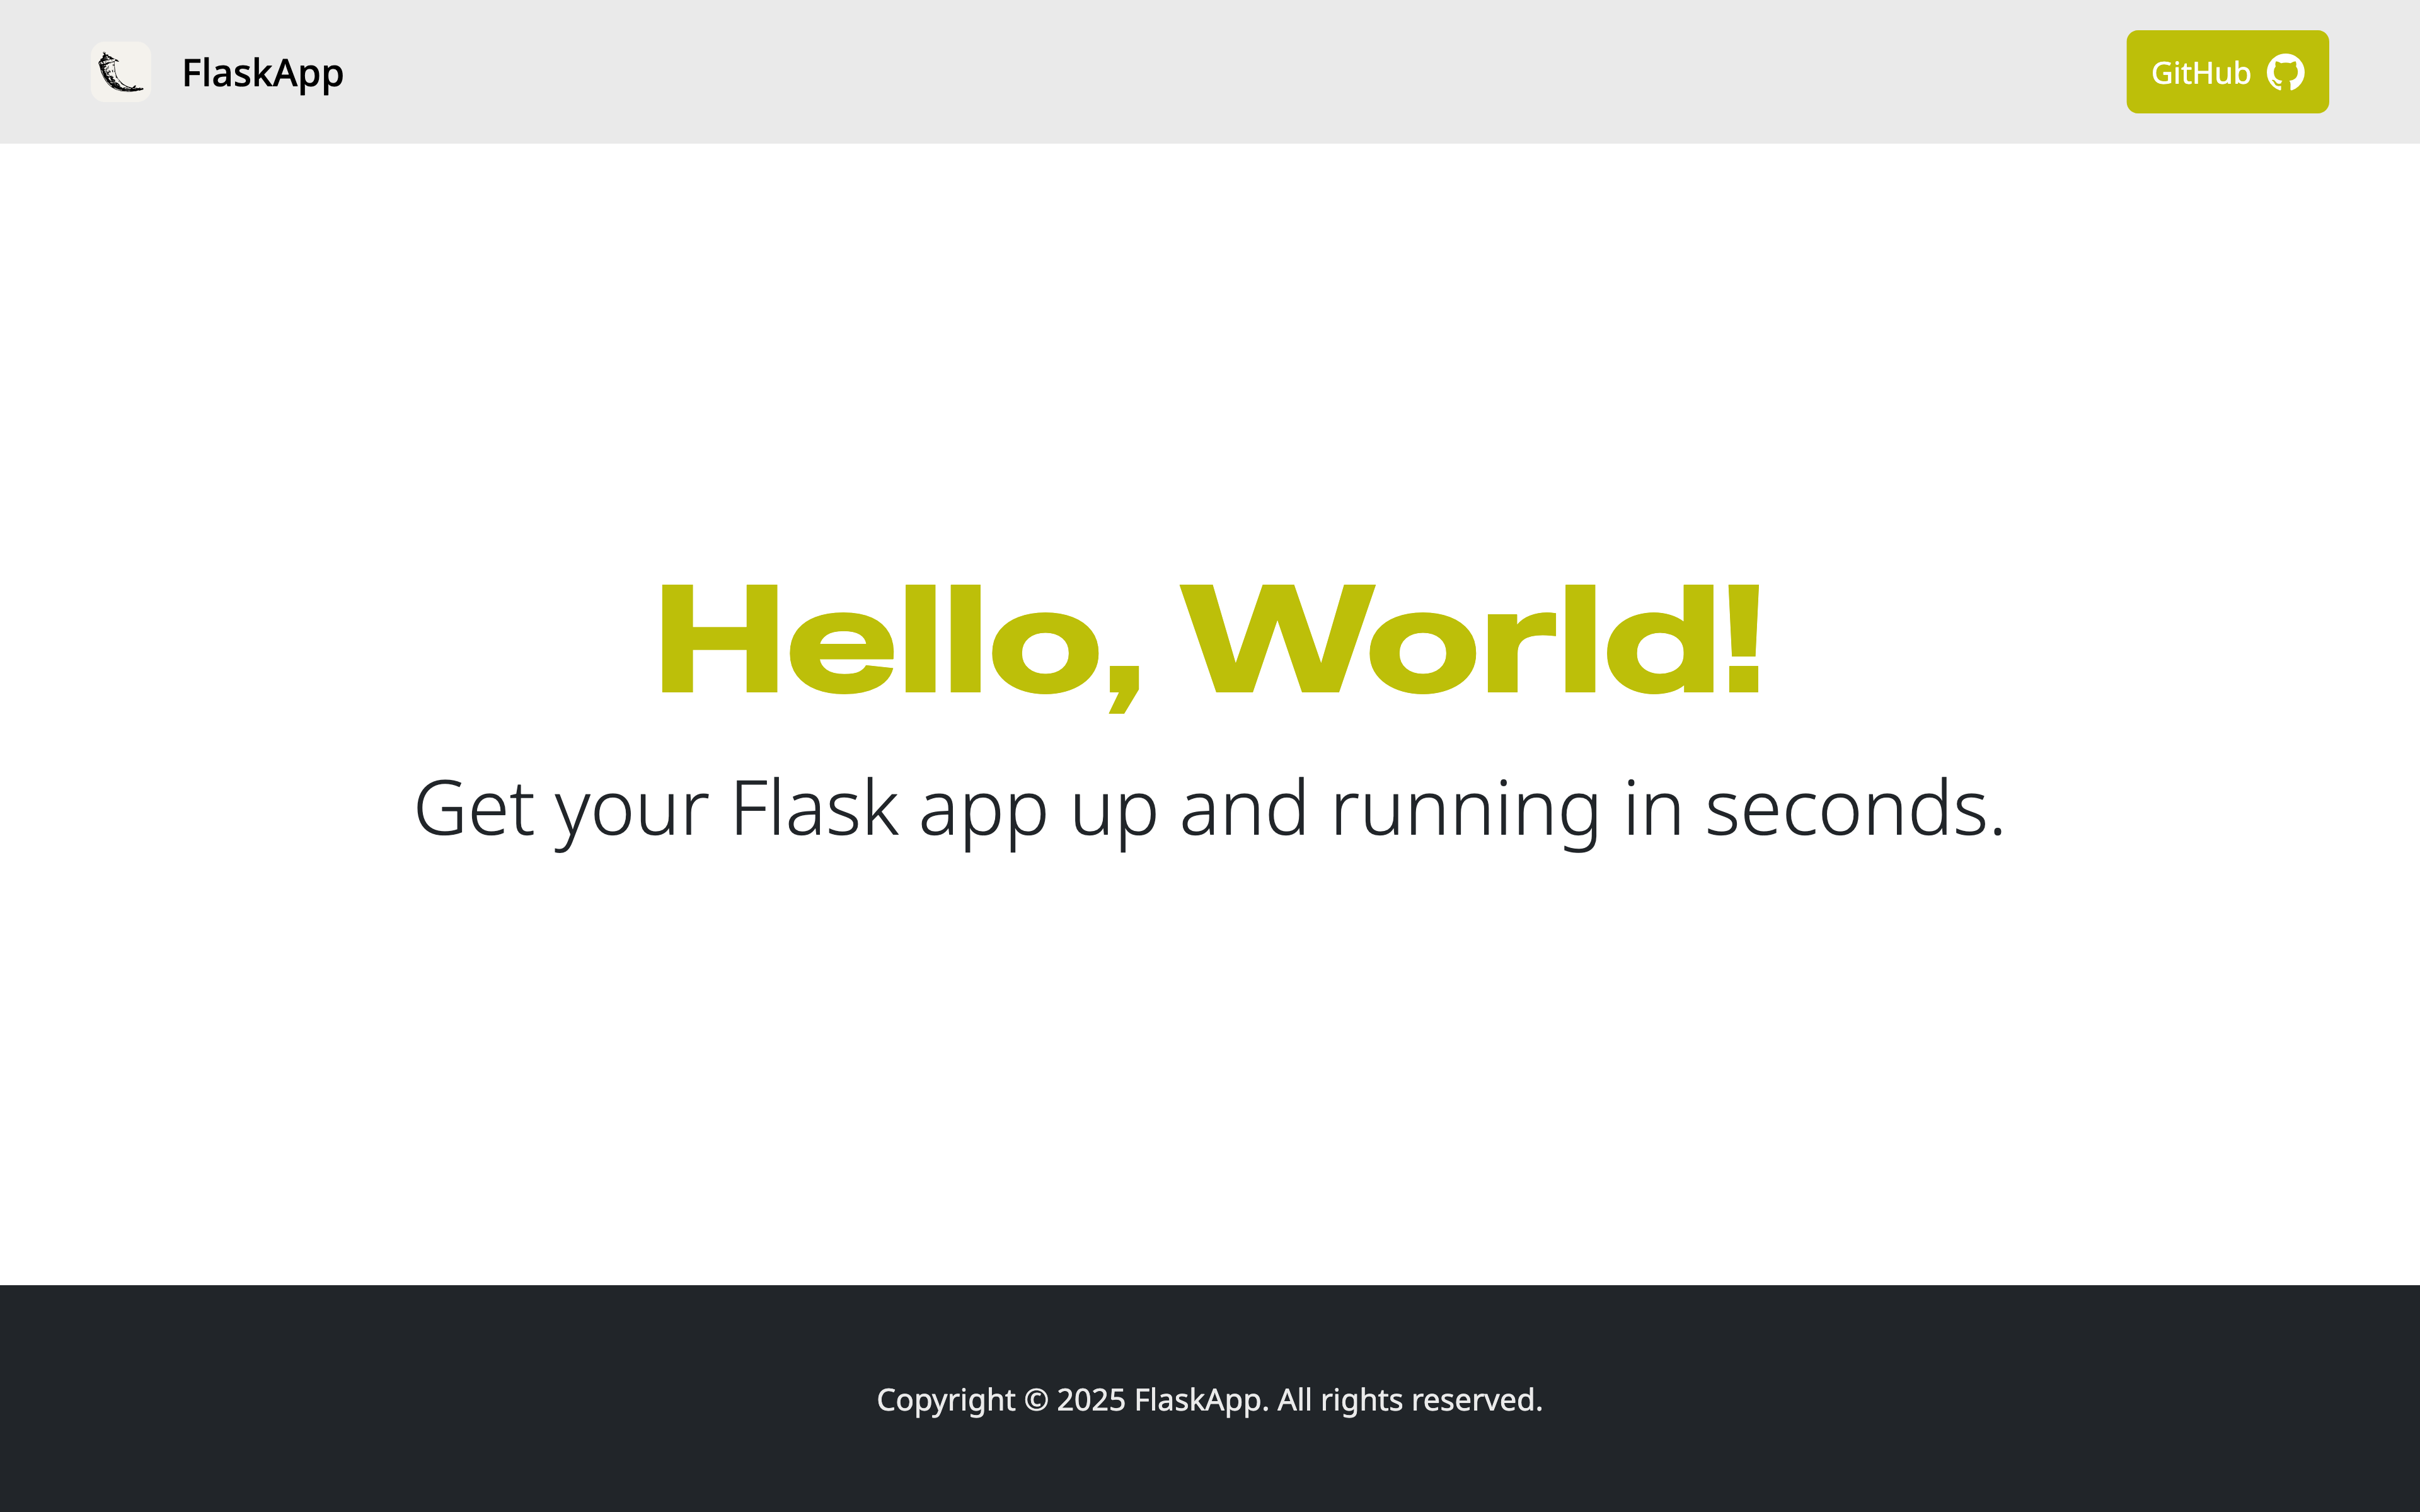 FlaskApp
GitHub
Hello, World!
Get your Flask app up and running in seconds.
Copyright © 2025 FlaskApp. All rights reserved.